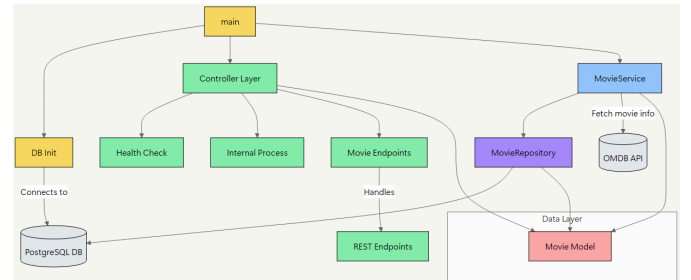 main
Controller Layer
MovieService
Fetch movie info
DB Init
Health Check
Internal Process
Movie Endpoints
MovieRepository
OMDB API
Connects to
Handles
Data Layer
PostgreSQL DB
REST Endpoints
Movie Model